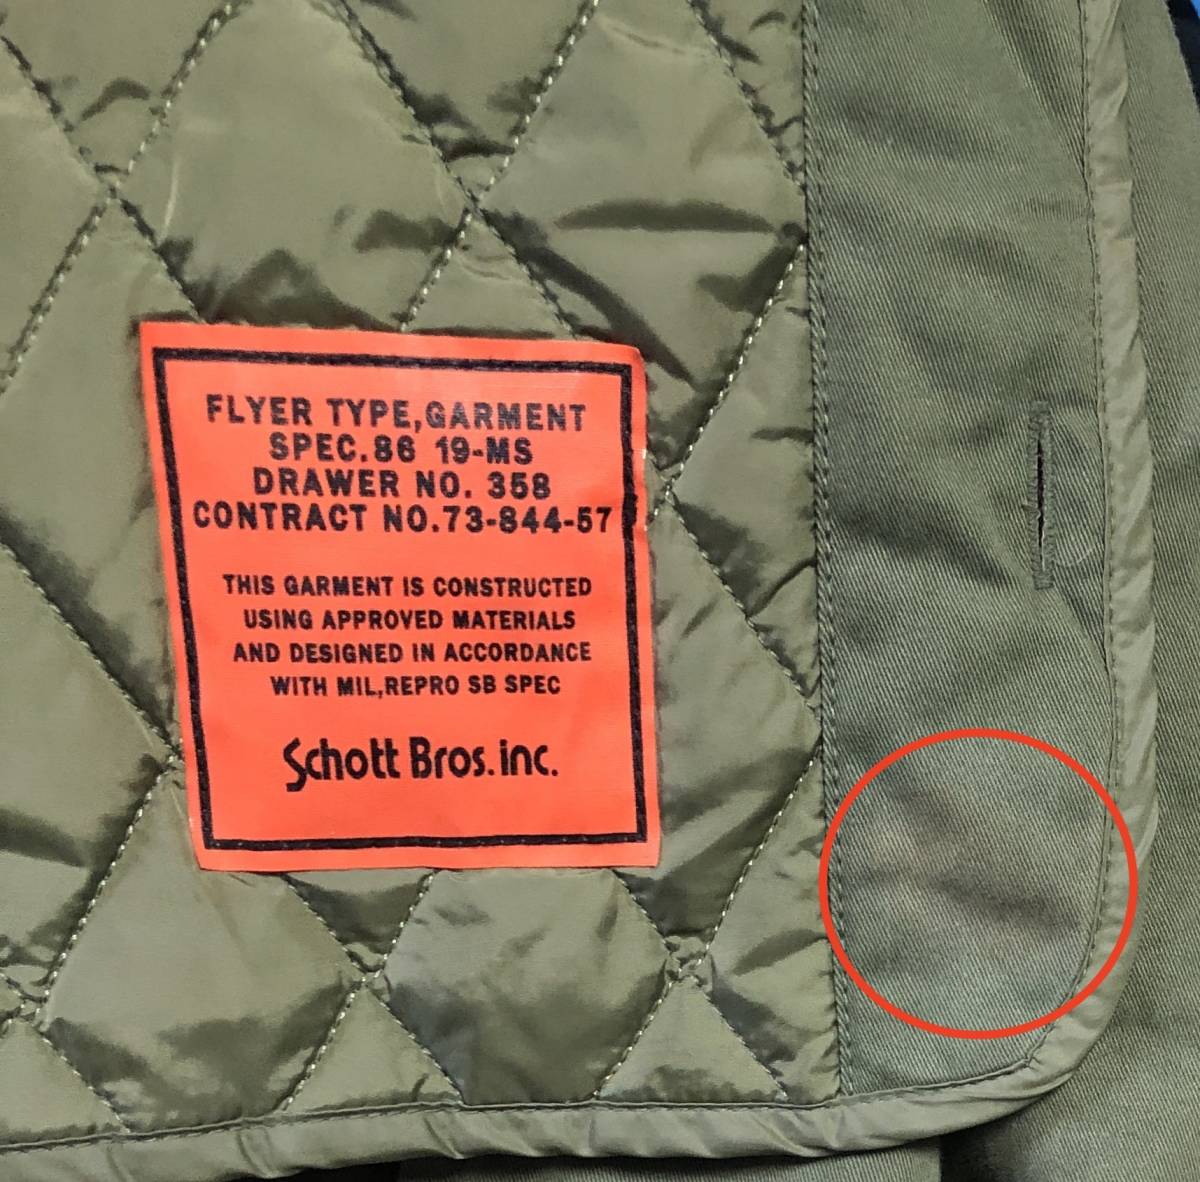 FLYER TYPE,GARMENT
SPEC.86 19-MS
DRAWER NO. 358
CONTRACT NO.73-844-57
THIS GARMENT IS CONSTRUCTED
USING APPROVED MATERIALS
AND DESIGNED IN ACCORDANCE
WITH MIL,REPRO SB SPEC
Schott Bros.inc.